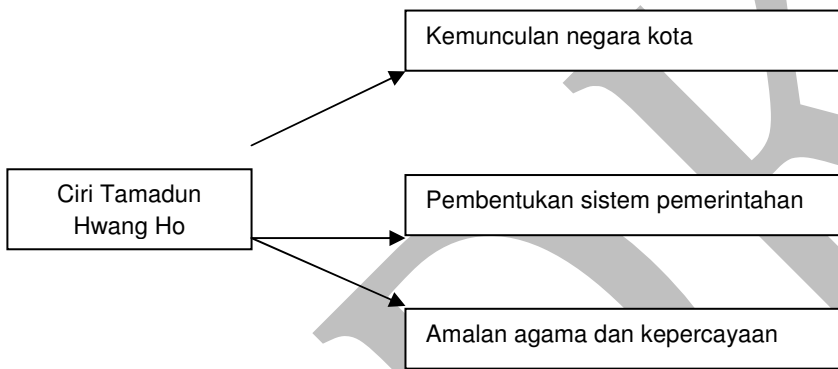 Kemunculan negara kota
Ciri Tamadun
Hwang Ho
Pembentukan sistem pemerintahan
Amalan agama dan kepercayaan